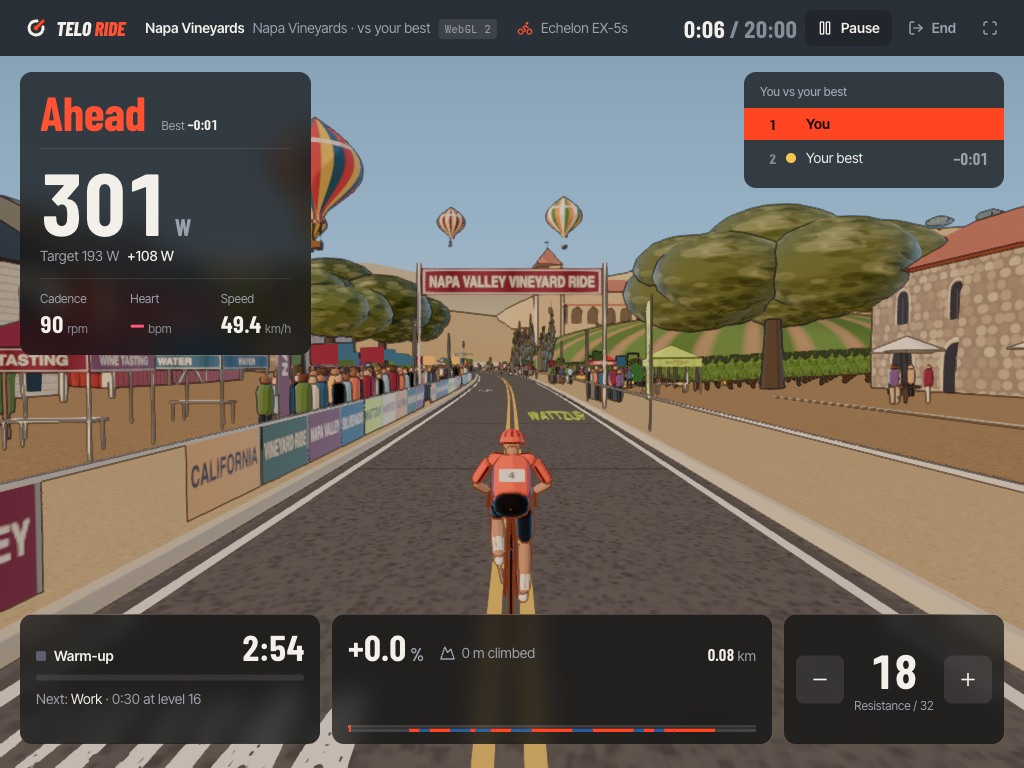 TELO RIDE
Napa Vineyards
Napa Vineyards · vs your best
WebGL 2
Echelon EX-5s
0:06 / 20:00
Pause
End
Ahead
Best −0:01
301 W
Target 193 W +108 W
Cadence
Heart
Speed
90 rpm
– bpm
49.4 km/h
You vs your best
1 You
2 Your best −0:01
NAPA VALLEY VINEYARD RIDE
TASTING
WINE TASTING
WATER
WATER
N
CALIFORNIA
VINEYARD RIDE
NAPA VALLEY
SILVERADO
WATTZUP
EY
4
Warm-up
2:54
Next: Work · 0:30 at level 16
+0.0 %
0 m climbed
0.08 km
−
18
+
Resistance / 32